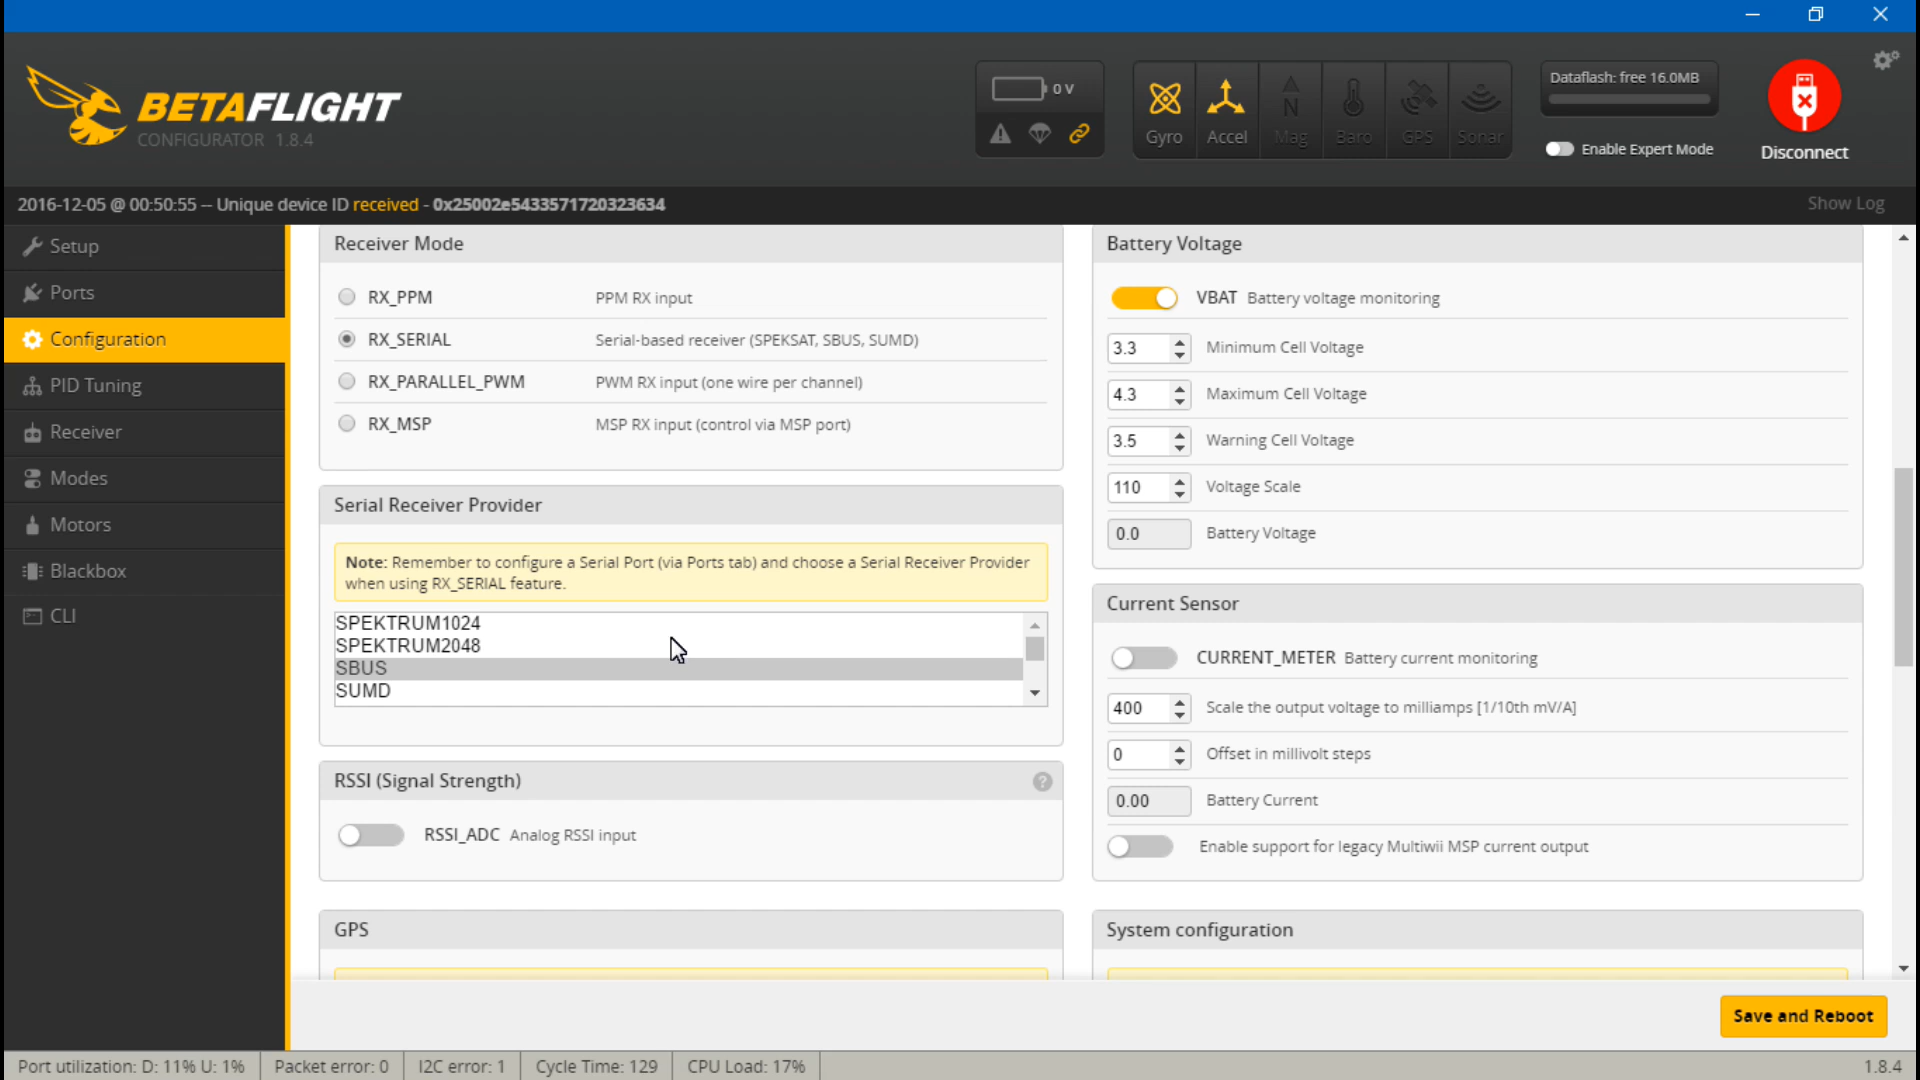 BETAFLIGHT
CONFIGURATOR 1.8.4
0 V
Gyro
Accel
Mag
Baro
GPS
Sonar
Dataflash: free 16.0MB
Enable Expert Mode
Disconnect
2016-12-05 @ 00:50:55 -- Unique device ID received - 0x25002e5433571720323634
Show Log
Setup
Ports
Configuration
PID Tuning
Receiver
Modes
Motors
Blackbox
CLI
Receiver Mode
RX_PPM PPM RX input
RX_SERIAL Serial-based receiver (SPEKSAT, SBUS, SUMD)
RX_PARALLEL_PWM PWM RX input (one wire per channel)
RX_MSP MSP RX input (control via MSP port)
Serial Receiver Provider
Note: Remember to configure a Serial Port (via Ports tab) and choose a Serial Receiver Provider
when using RX_SERIAL feature.
SPEKTRUM1024
SPEKTRUM2048
SBUS
SUMD
RSSI (Signal Strength)
?
RSSI_ADC Analog RSSI input
GPS
Battery Voltage
VBAT Battery voltage monitoring
3.3 Minimum Cell Voltage
4.3 Maximum Cell Voltage
3.5 Warning Cell Voltage
110 Voltage Scale
0.0 Battery Voltage
Current Sensor
CURRENT_METER Battery current monitoring
400 Scale the output voltage to milliamps [1/10th mV/A]
0 Offset in millivolt steps
0.00 Battery Current
Enable support for legacy Multiwii MSP current output
System configuration
Save and Reboot
Port utilization: D: 11% U: 1%
Packet error: 0
I2C error: 1
Cycle Time: 129
CPU Load: 17%
1.8.4